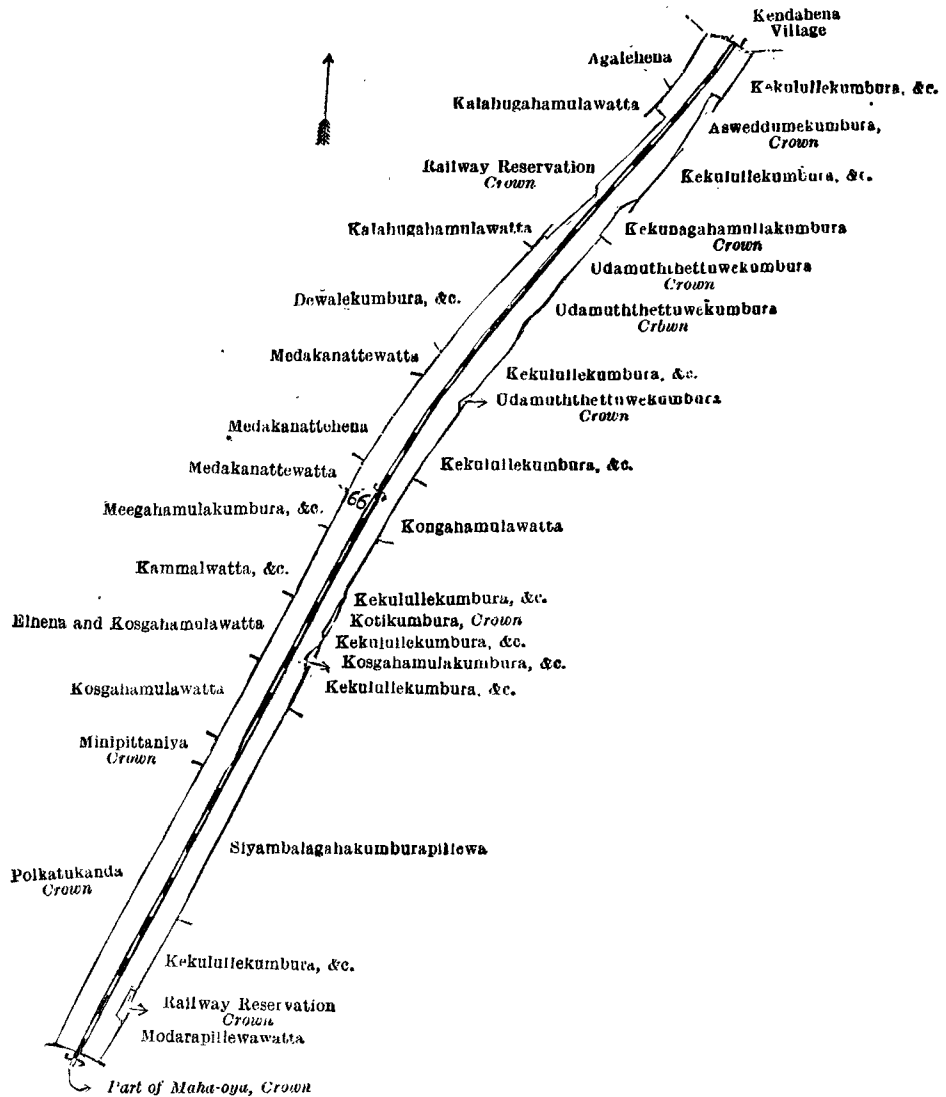 Kendahena
Village
Agalehena
Kekulullekumbura, &c.
Kalahugahamulawatta
Asweddumekumbura,
Crown
Railway Reservation
Crown
Kekulullekumbura, &c.
Kalahugahamulawatta
Kekunagahamullakumbura
Crown
Udamuththettuwekumbura
Crown
Dewalekumbura, &c.
Udamuththettuwekumbura
Crown
Medakanattewatta
Kekulullekumbura, &c.
Udamuththettuwekumbura
Crown
Medakanattehena
Medakanattewatta
Kekulullekumbura, &c.
66
Meegahamulakumbura, &c.
Kongahamulawatta
Kammalwatta, &c.
Kekulullekumbura, &c.
Elhena and Kosgahamulawatta
Kotikumbura, Crown
Kekulullekumbura, &c.
Kosgahamulakumbura, &c.
Kosgahamulawatta
Kekulullekumbura, &c.
Minipittaniya
Crown
Siyambalagahakumburapillewa
Polkatukanda
Crown
Kekulullekumbura, &c.
Railway Reservation
Crown
Modarapillewawatta
Part of Maha-oya, Crown